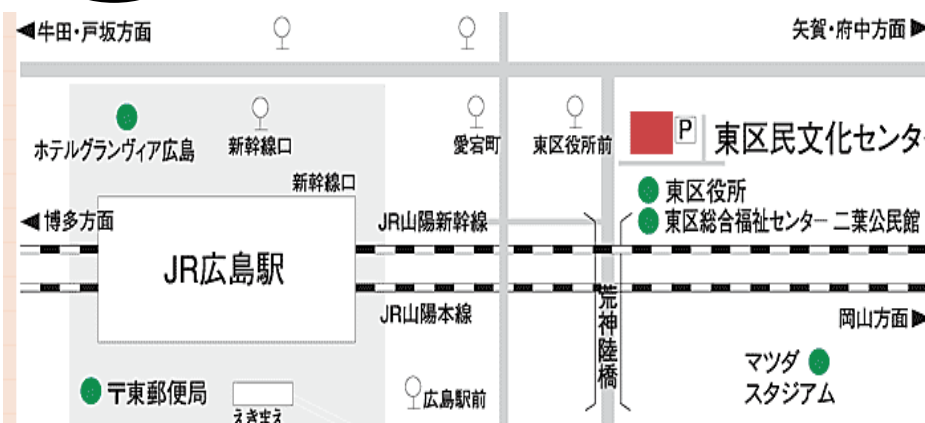 ◀牛田・戸坂方面
矢賀・府中方面▶
ホテルグランヴィア広島
新幹線口
愛宕町
東区役所前
P
東区民文化センター
新幹線口
東区役所
◀博多方面
JR山陽新幹線
東区総合福祉センター 二葉公民館
JR広島駅
荒神陸橋
JR山陽本線
岡山方面▶
マツダ
スタジアム
〒東郵便局
広島駅前